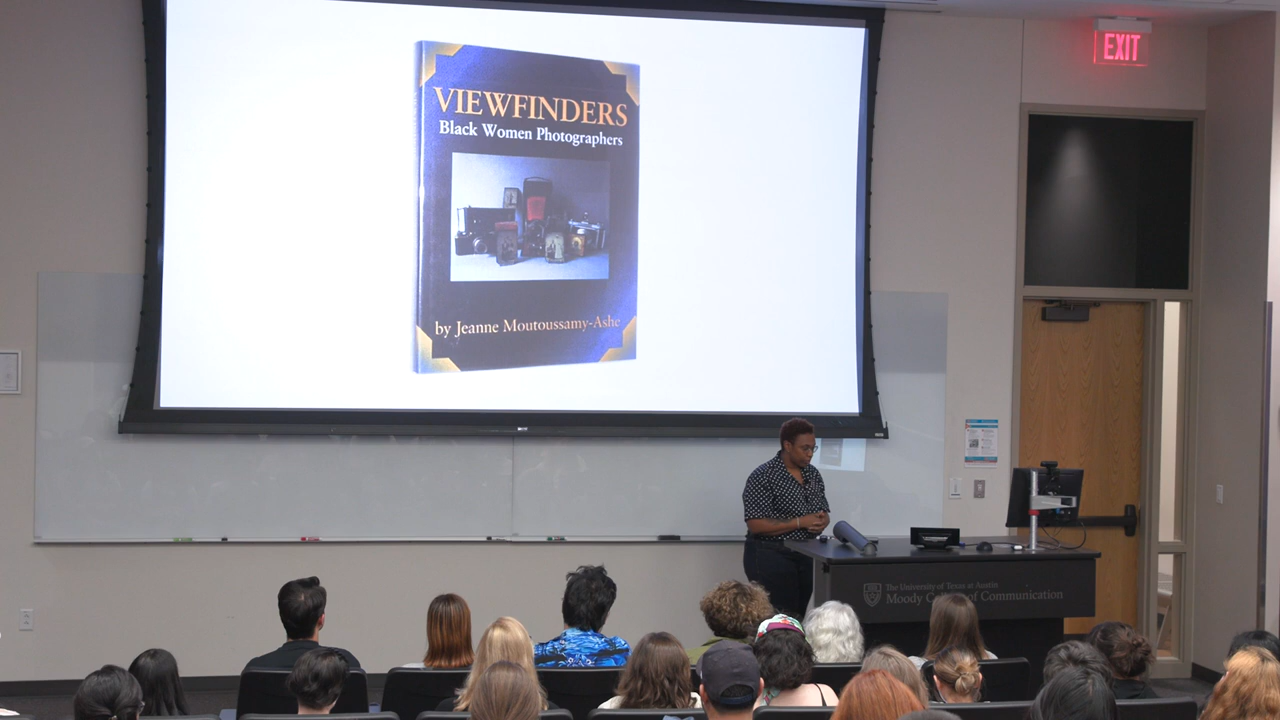 VIEWFINDERS
Black Women Photographers
by Jeanne Moutoussamy-Ashe
EXIT
The University of Texas at Austin
Moody College of Communication